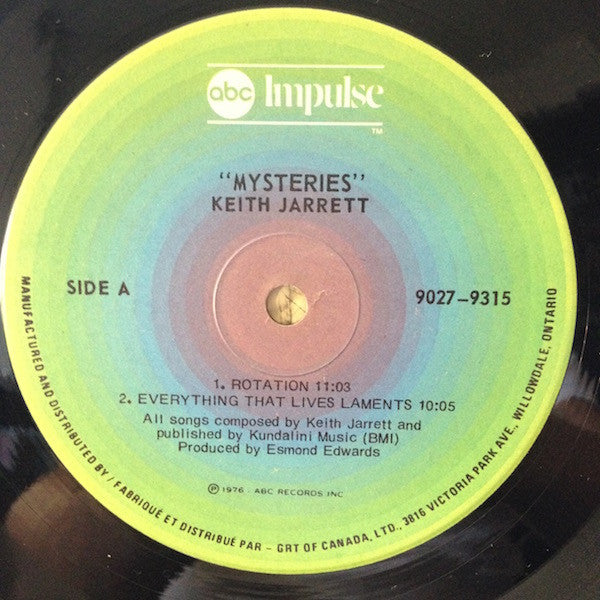 abc Impulse
TM
"MYSTERIES"
KEITH JARRETT
SIDE A
9027-9315
1. ROTATION 11:03
2. EVERYTHING THAT LIVES LAMENTS 10:05
All songs composed by Keith Jarrett and
published by Kundalini Music (BMI)
Produced by Esmond Edwards
Ⓟ 1976 - ABC RECORDS INC
MANUFACTURED AND DISTRIBUTED BY / FABRIQUÉ ET DISTRIBUÉ PAR - GRT OF CANADA, LTD., 3816 VICTORIA PARK AVE., WILLOWDALE, ONTARIO